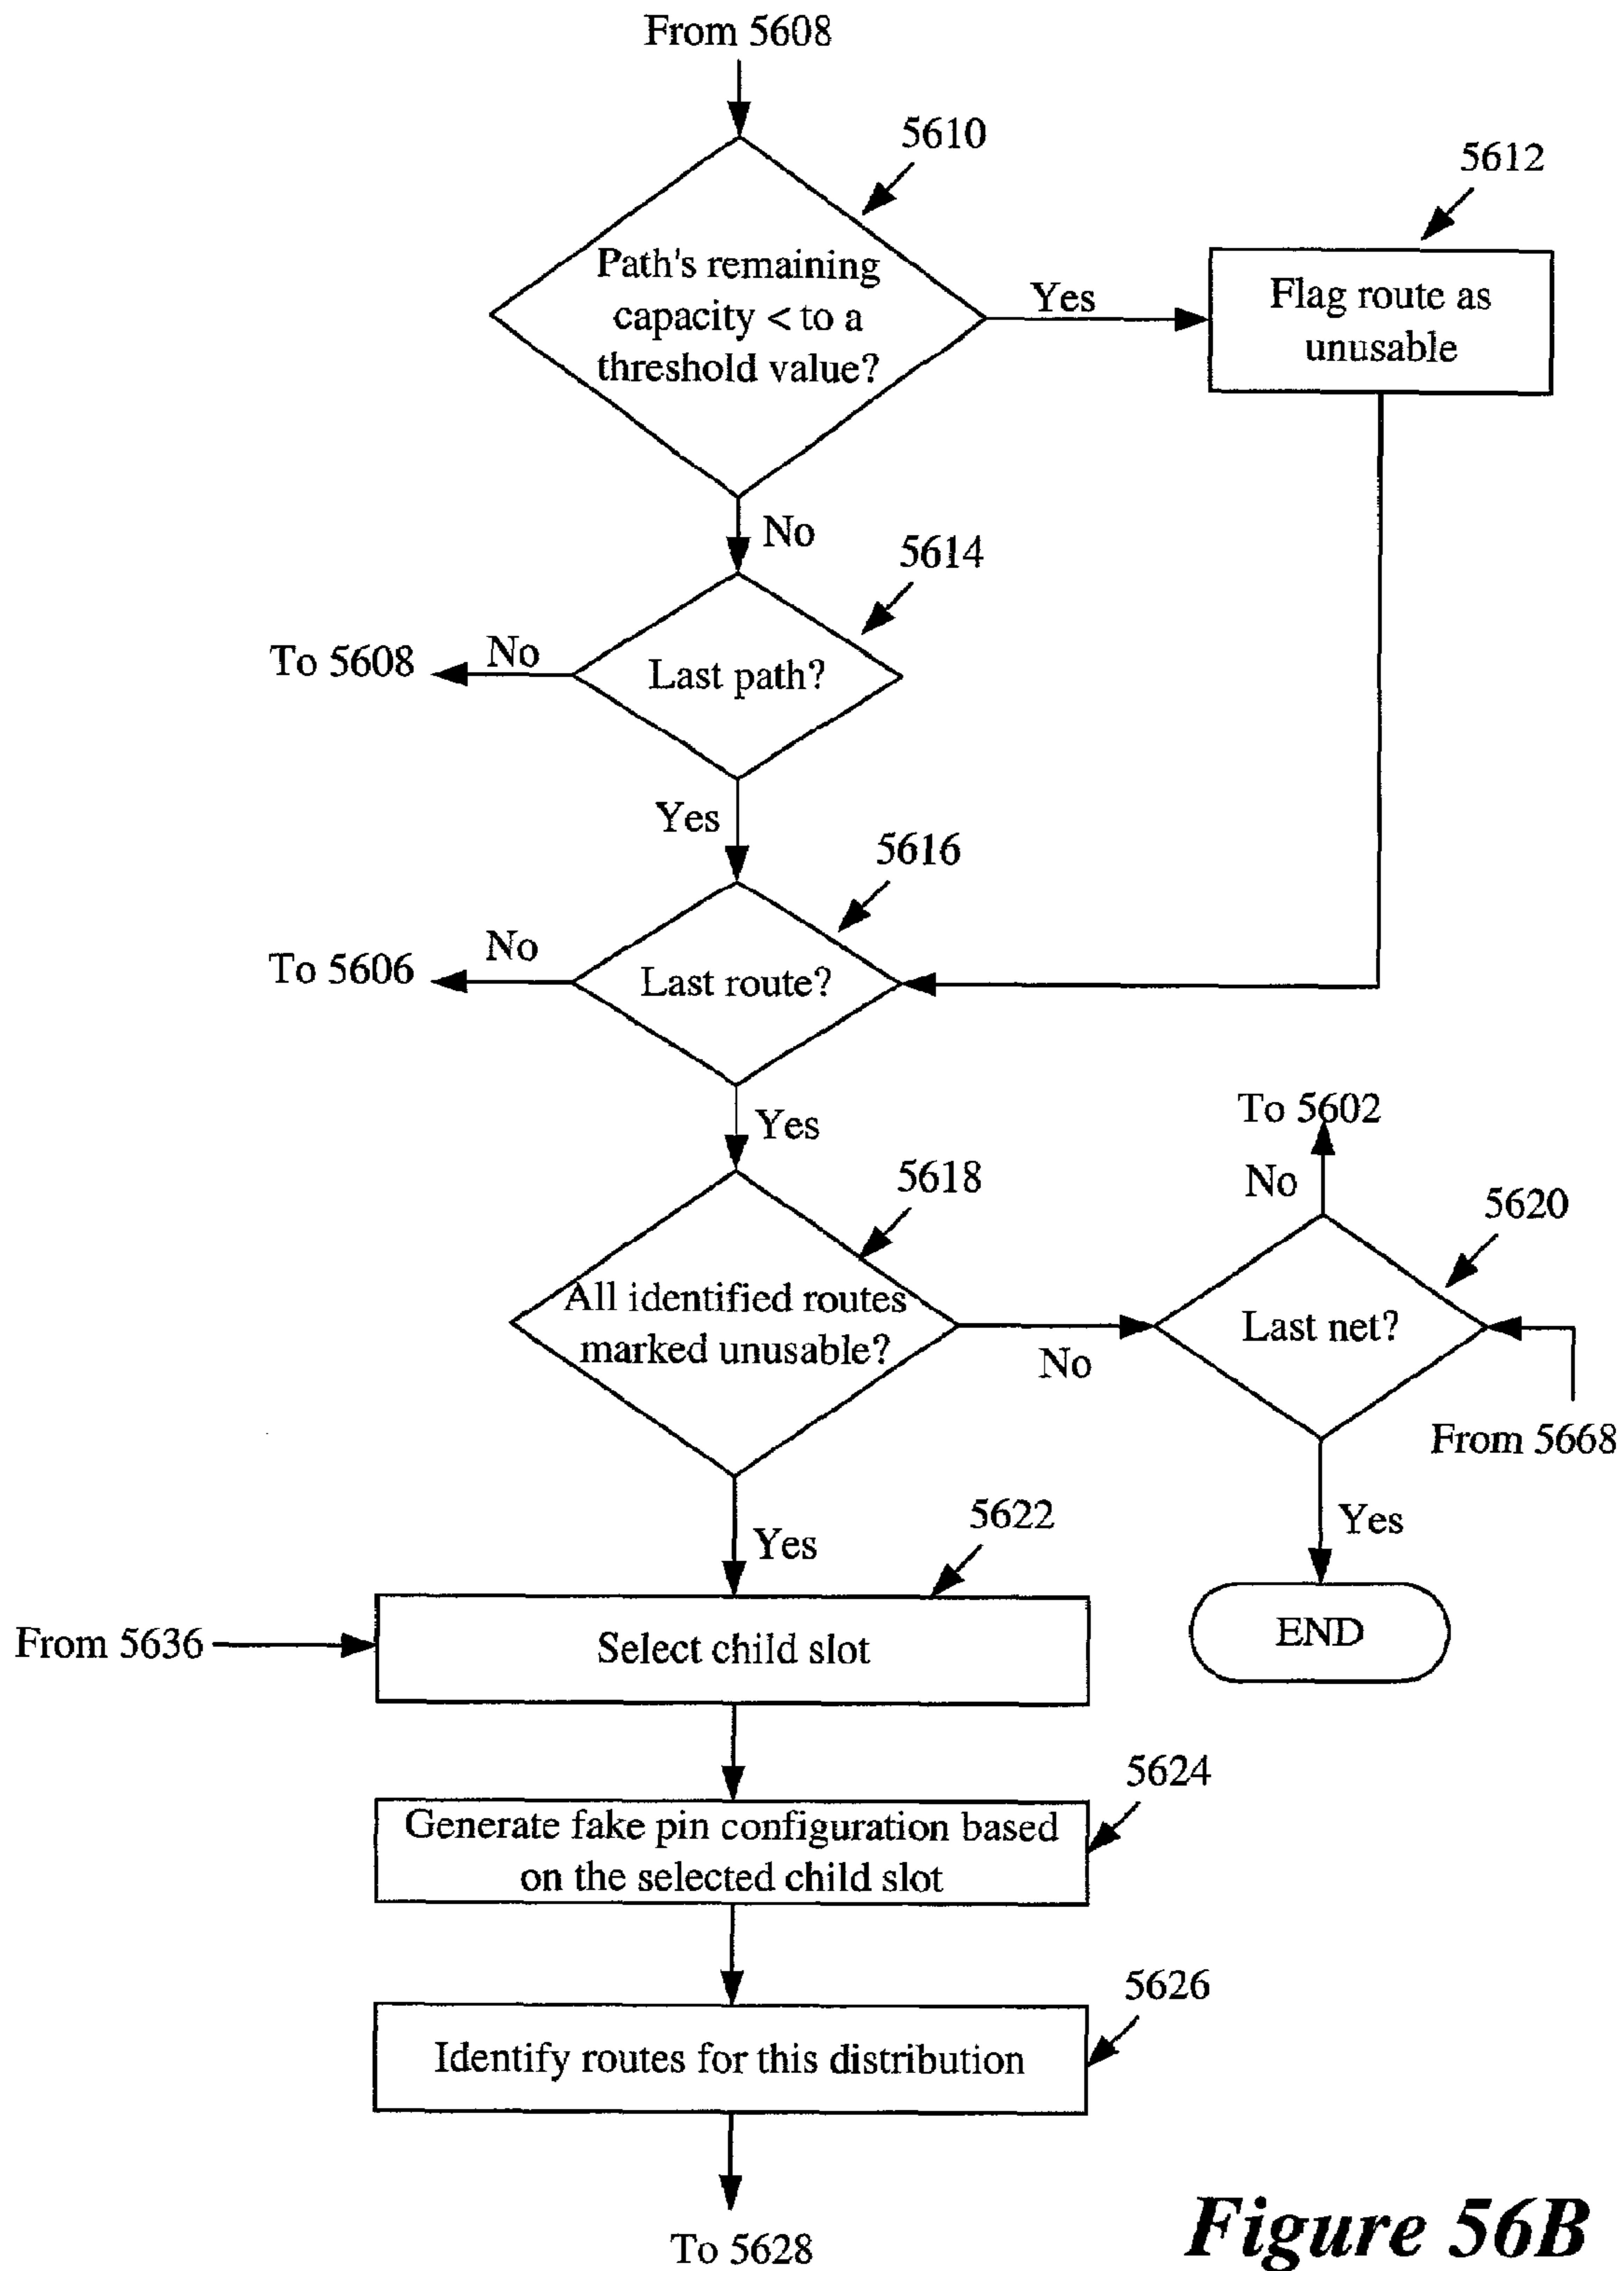 From 5608
5610
5612
Path's remaining
capacity < to a
threshold value?
Yes
Flag route as
unusable
No
5614
To 5608
No
Last path?
Yes
5616
To 5606
No
Last route?
Yes
To 5602
No
5618
5620
All identified routes
marked unusable?
No
Last net?
From 5668
Yes
5622
Yes
From 5636
Select child slot
END
5624
Generate fake pin configuration based
on the selected child slot
5626
Identify routes for this distribution
To 5628
Figure 56B